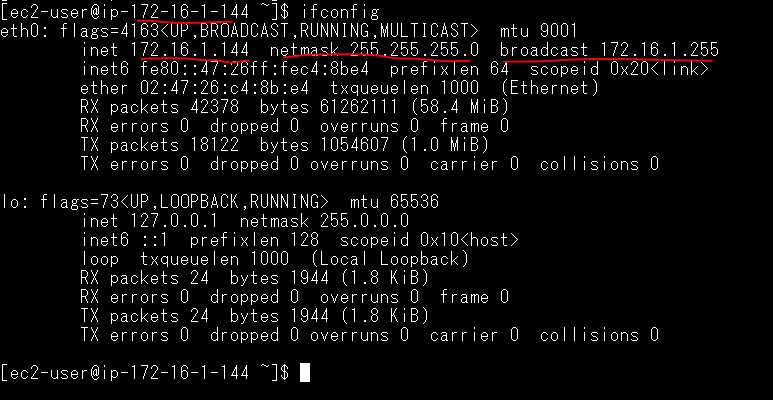 [ec2-user@ip-172-16-1-144 ~]$ ifconfig
eth0: flags=4163<UP,BROADCAST,RUNNING,MULTICAST>  mtu 9001
        inet 172.16.1.144  netmask 255.255.255.0  broadcast 172.16.1.255
        inet6 fe80::47:26ff:fec4:8be4  prefixlen 64  scopeid 0x20<link>
        ether 02:47:26:c4:8b:e4  txqueuelen 1000  (Ethernet)
        RX packets 42378  bytes 61262111 (58.4 MiB)
        RX errors 0  dropped 0  overruns 0  frame 0
        TX packets 18122  bytes 1054607 (1.0 MiB)
        TX errors 0  dropped 0 overruns 0  carrier 0  collisions 0
lo: flags=73<UP,LOOPBACK,RUNNING>  mtu 65536
        inet 127.0.0.1  netmask 255.0.0.0
        inet6 ::1  prefixlen 128  scopeid 0x10<host>
        loop  txqueuelen 1000  (Local Loopback)
        RX packets 24  bytes 1944 (1.8 KiB)
        RX errors 0  dropped 0  overruns 0  frame 0
        TX packets 24  bytes 1944 (1.8 KiB)
        TX errors 0  dropped 0 overruns 0  carrier 0  collisions 0
[ec2-user@ip-172-16-1-144 ~]$